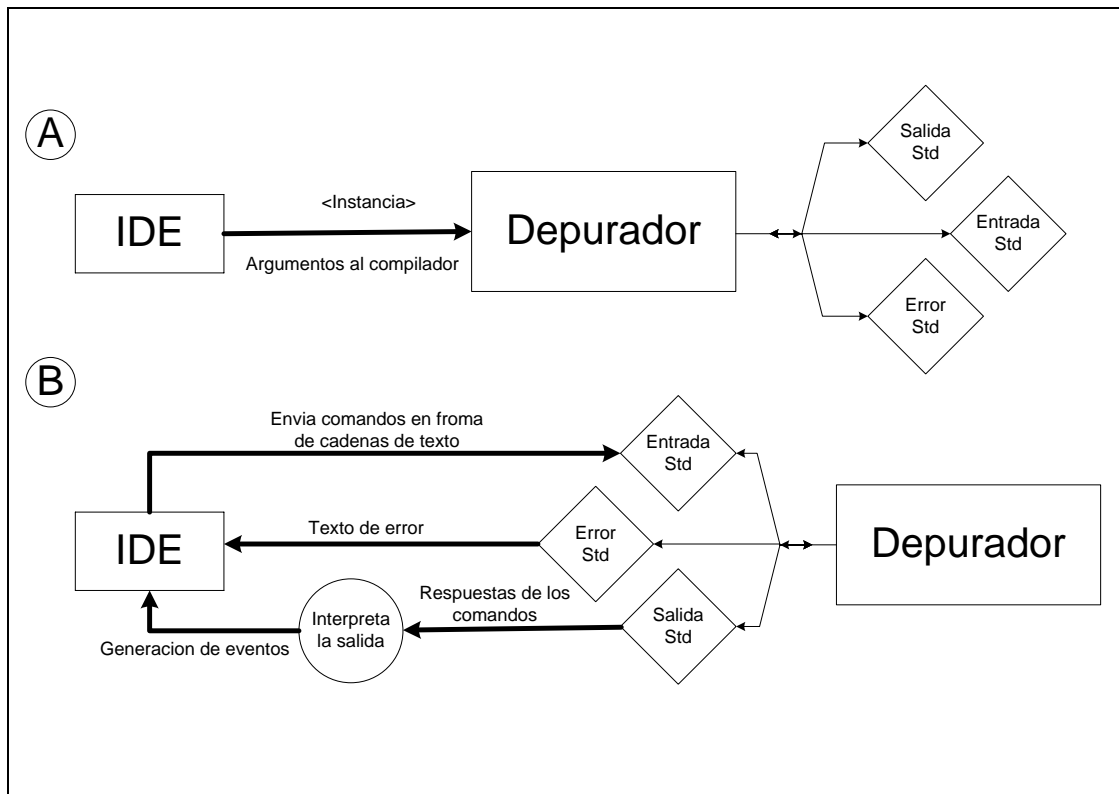 A
Salida
Std
<Instancia>
IDE
Depurador
Entrada
Std
Argumentos al compilador
Error
Std
B
Envia comandos en froma
de cadenas de texto
Entrada
Std
Texto de error
IDE
Error
Std
Depurador
Respuestas de los
comandos
Interpreta
la salida
Salida
Std
Generacion de eventos